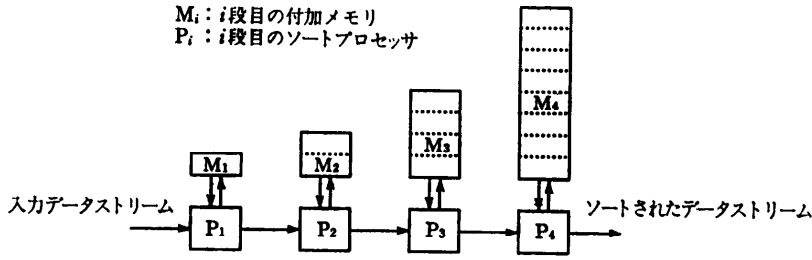 Mi：i段目の付加メモリ
Pi：i段目のソートプロセッサ
M4
M3
M1
M2
入力データストリーム
ソートされたデータストリーム
P1
P2
P3
P4